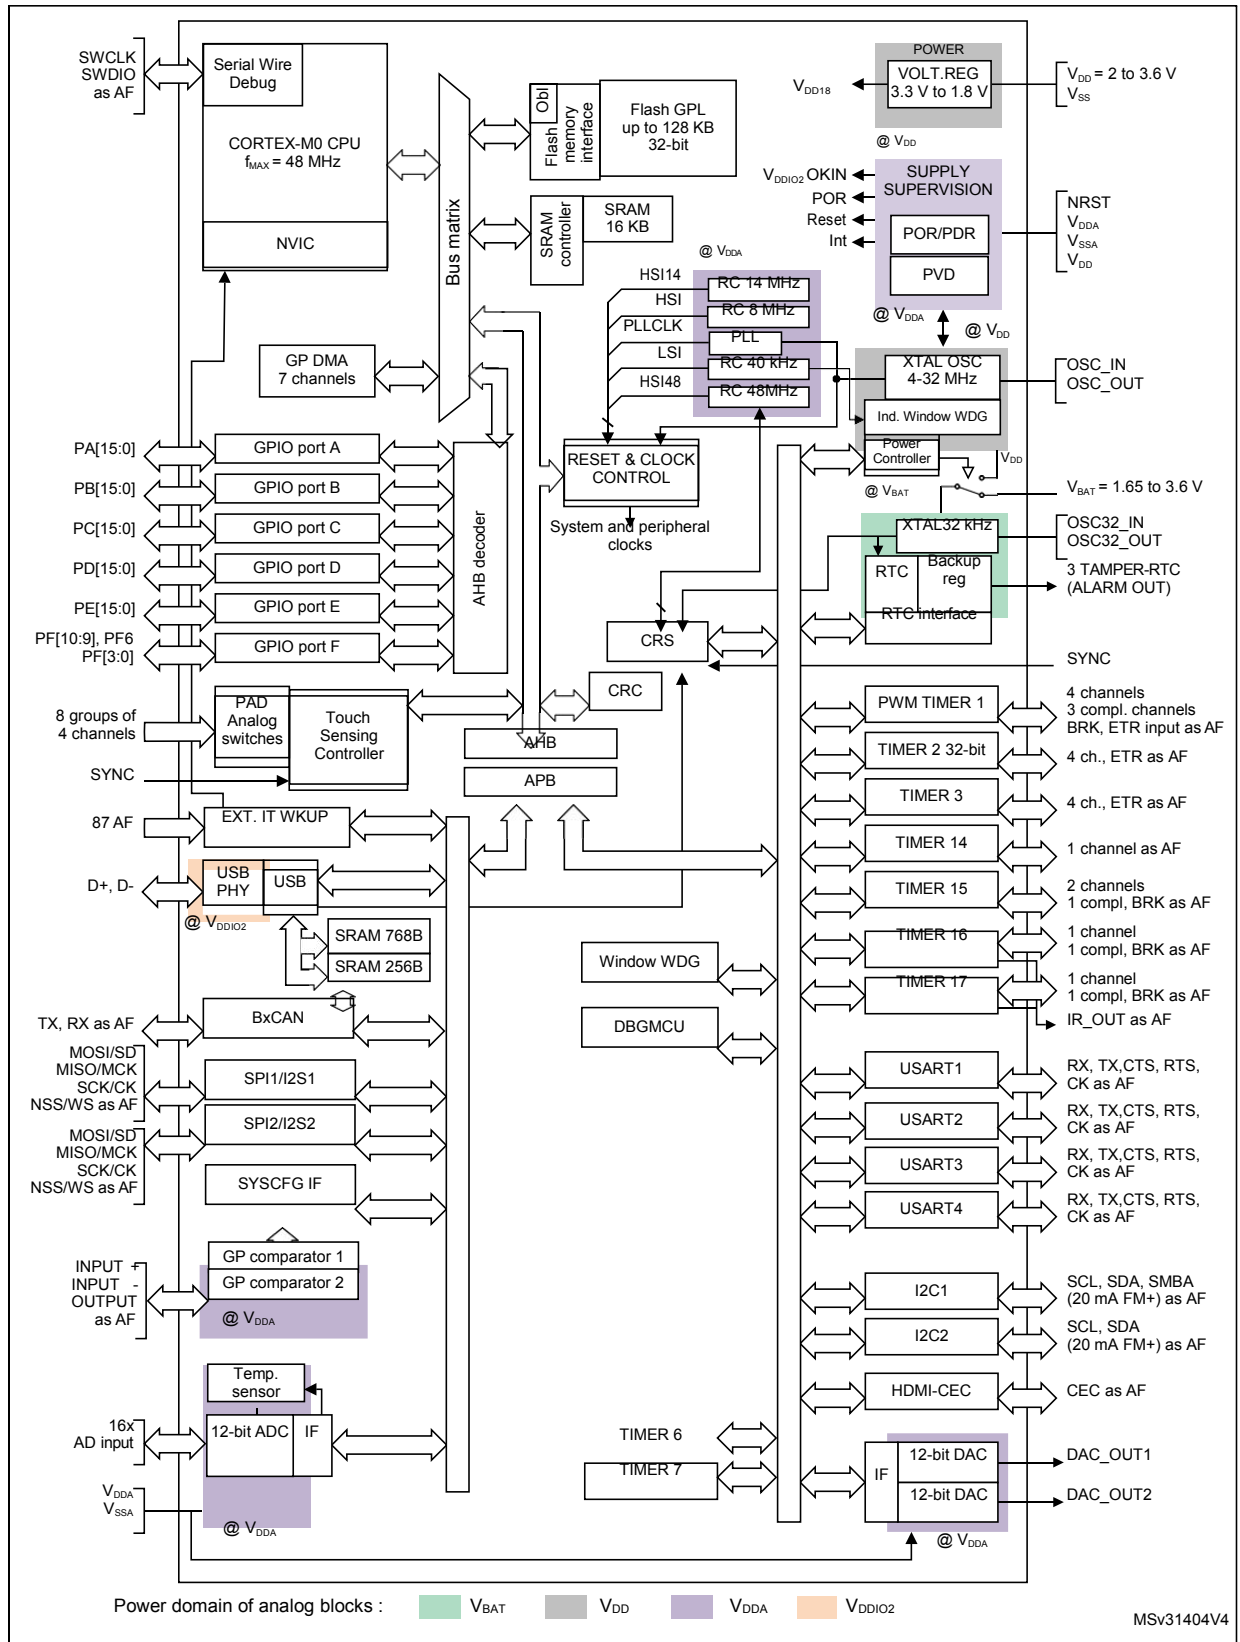 SWCLK
SWDIO
as AF
Serial Wire
Debug
CORTEX-M0 CPU
fMAX = 48 MHz
NVIC
Bus matrix
Obl
Flash
memory
interface
Flash GPL
up to 128 KB
32-bit
SRAM
controller
SRAM
16 KB
POWER
VOLT.REG
3.3 V to 1.8 V
VDD18
VDD = 2 to 3.6 V
VSS
@ VDD
SUPPLY
SUPERVISION
VDDIO2 OKIN
POR
Reset
Int
POR/PDR
PVD
NRST
VDDA
VSSA
VDD
@ VDDA
@ VDD
@ VDDA
HSI14
HSI
PLLCLK
LSI
HSI48
RC 14 MHz
RC 8 MHz
PLL
RC 40 kHz
RC 48MHz
XTAL OSC
4-32 MHz
Ind. Window WDG
OSC_IN
OSC_OUT
GP DMA
7 channels
Power
Controller
VDD
@ VBAT
VBAT = 1.65 to 3.6 V
RESET & CLOCK
CONTROL
System and peripheral
clocks
XTAL32 kHz
OSC32_IN
OSC32_OUT
RTC
Backup
reg
RTC interface
3 TAMPER-RTC
(ALARM OUT)
PA[15:0]
GPIO port A
PB[15:0]
GPIO port B
PC[15:0]
GPIO port C
PD[15:0]
GPIO port D
PE[15:0]
GPIO port E
PF[10:9], PF6
PF[3:0]
GPIO port F
AHB decoder
CRS
SYNC
CRC
8 groups of
4 channels
PAD
Analog
switches
Touch
Sensing
Controller
SYNC
AHB
APB
87 AF
EXT. IT WKUP
D+, D-
USB
PHY
USB
@ VDDIO2
SRAM 768B
SRAM 256B
TX, RX as AF
BxCAN
MOSI/SD
MISO/MCK
SCK/CK
NSS/WS as AF
SPI1/I2S1
MOSI/SD
MISO/MCK
SCK/CK
NSS/WS as AF
SPI2/I2S2
SYSCFG IF
INPUT +
INPUT -
OUTPUT
as AF
GP comparator 1
GP comparator 2
@ VDDA
Temp.
sensor
16x
AD input
12-bit ADC
IF
VDDA
VSSA
@ VDDA
Window WDG
DBGMCU
TIMER 6
TIMER 7
PWM TIMER 1
4 channels
3 compl. channels
BRK, ETR input as AF
TIMER 2 32-bit
4 ch., ETR as AF
TIMER 3
4 ch., ETR as AF
TIMER 14
1 channel as AF
TIMER 15
2 channels
1 compl, BRK as AF
TIMER 16
1 channel
1 compl, BRK as AF
TIMER 17
1 channel
1 compl, BRK as AF
IR_OUT as AF
USART1
RX, TX,CTS, RTS,
CK as AF
USART2
RX, TX,CTS, RTS,
CK as AF
USART3
RX, TX,CTS, RTS,
CK as AF
USART4
RX, TX,CTS, RTS,
CK as AF
I2C1
SCL, SDA, SMBA
(20 mA FM+) as AF
I2C2
SCL, SDA
(20 mA FM+) as AF
HDMI-CEC
CEC as AF
IF
12-bit DAC
DAC_OUT1
12-bit DAC
DAC_OUT2
@ VDDA
Power domain of analog blocks :
VBAT
VDD
VDDA
VDDIO2
MSv31404V4